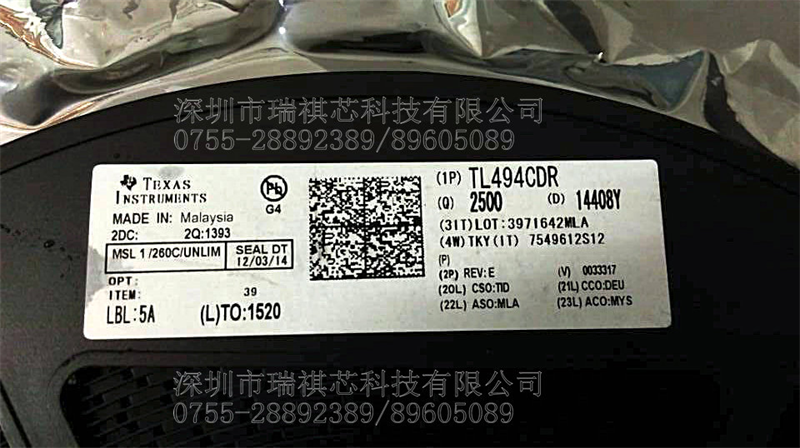 深圳市瑞祺芯科技有限公司
0755-28892389/89605089
TEXAS INSTRUMENTS
Pb
G4
MADE IN: Malaysia
2DC: 2Q:1393
MSL 1 /260C/UNLIM SEAL DT
12/03/14
OPT:
ITEM: 39
LBL:5A (L)TO:1520
(1P) TL494CDR
(Q) 2500 (D) 14408Y
(31T)LOT:3971642MLA
(4W)TKY(1T) 7549612S12
(P)
(2P) REV:E (V) 0033317
(20L) CSO:TID (21L) CCO:DEU
(22L) ASO:MLA (23L) ACO:MYS
深圳市瑞祺芯科技有限公司
0755-28892389/89605089